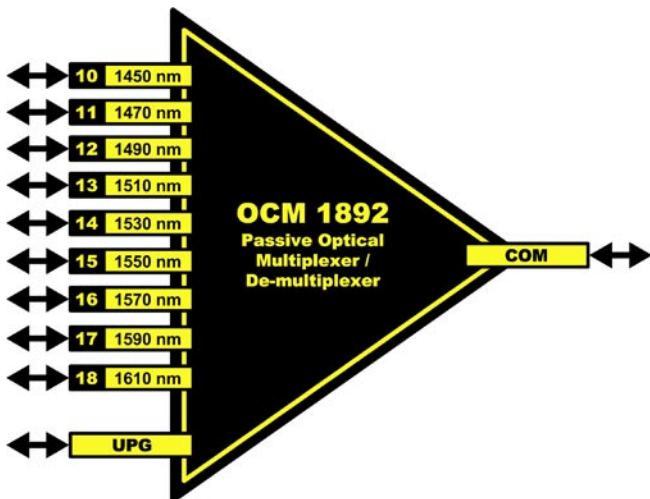 10 1450 nm
11 1470 nm
12 1490 nm
13 1510 nm
14 1530 nm
15 1550 nm
16 1570 nm
17 1590 nm
18 1610 nm
UPG
OCM 1892
Passive Optical
Multiplexer /
De-multiplexer
COM